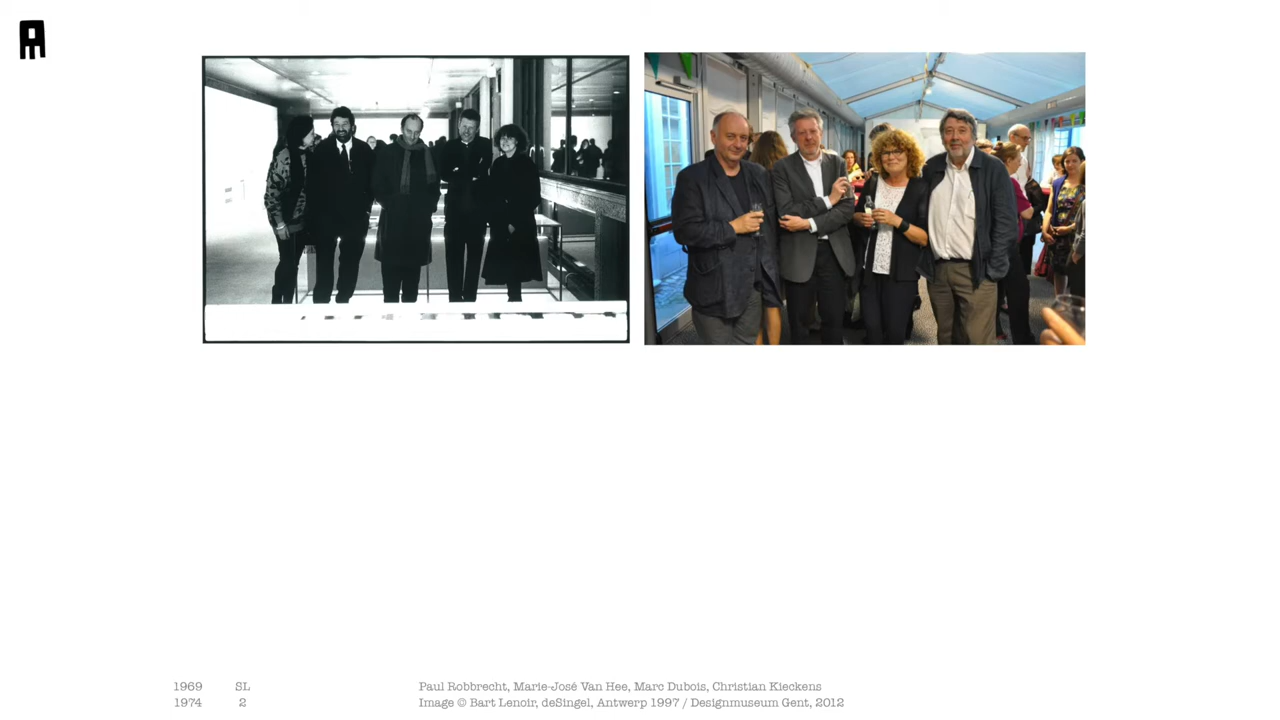 1969 SL Paul Robbrecht, Marie-José Van Hee, Marc Dubois, Christian Kieckens
1974 2 Image © Bart Lenoir, deSingel, Antwerp 1997 / Designmuseum Gent, 2012